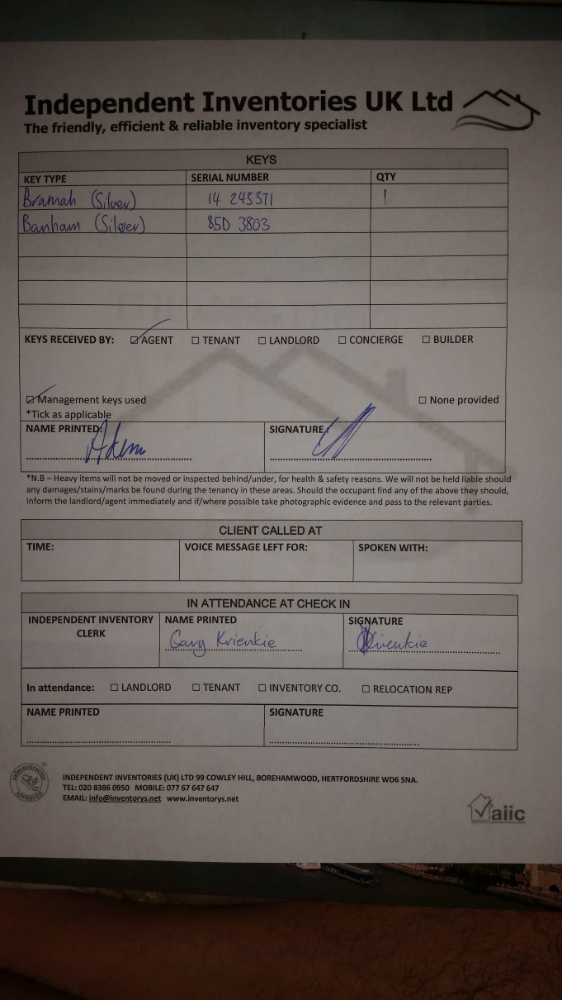 Independent Inventories UK Ltd
The friendly, efficient & reliable inventory specialist
KEYS
KEY TYPE SERIAL NUMBER QTY
Bramah (Silver) 14 245371 1
Banham (Silver) 85D 3803
KEYS RECEIVED BY: ☑ AGENT ☐ TENANT ☐ LANDLORD ☐ CONCIERGE ☐ BUILDER
☑ Management keys used ☐ None provided
*Tick as applicable
NAME PRINTED: SIGNATURE:
Adam
*N.B – Heavy items will not be moved or inspected behind/under, for health & safety reasons. We will not be held liable should
any damages/stains/marks be found during the tenancy in these areas. Should the occupant find any of the above they should,
inform the landlord/agent immediately and if/where possible take photographic evidence and pass to the relevant parties.
CLIENT CALLED AT
TIME: VOICE MESSAGE LEFT FOR: SPOKEN WITH:
IN ATTENDANCE AT CHECK IN
INDEPENDENT INVENTORY NAME PRINTED SIGNATURE
CLERK Gary Krienkie Krienkie
In attendance: ☐ LANDLORD ☐ TENANT ☐ INVENTORY CO. ☐ RELOCATION REP
NAME PRINTED SIGNATURE
safecontractor
APPROVED
INDEPENDENT INVENTORIES (UK) LTD 99 COWLEY HILL, BOREHAMWOOD, HERTFORDSHIRE WD6 5NA.
TEL: 020 8386 0950 MOBILE: 077 67 647 647
EMAIL: info@inventorys.net www.inventorys.net
aiic